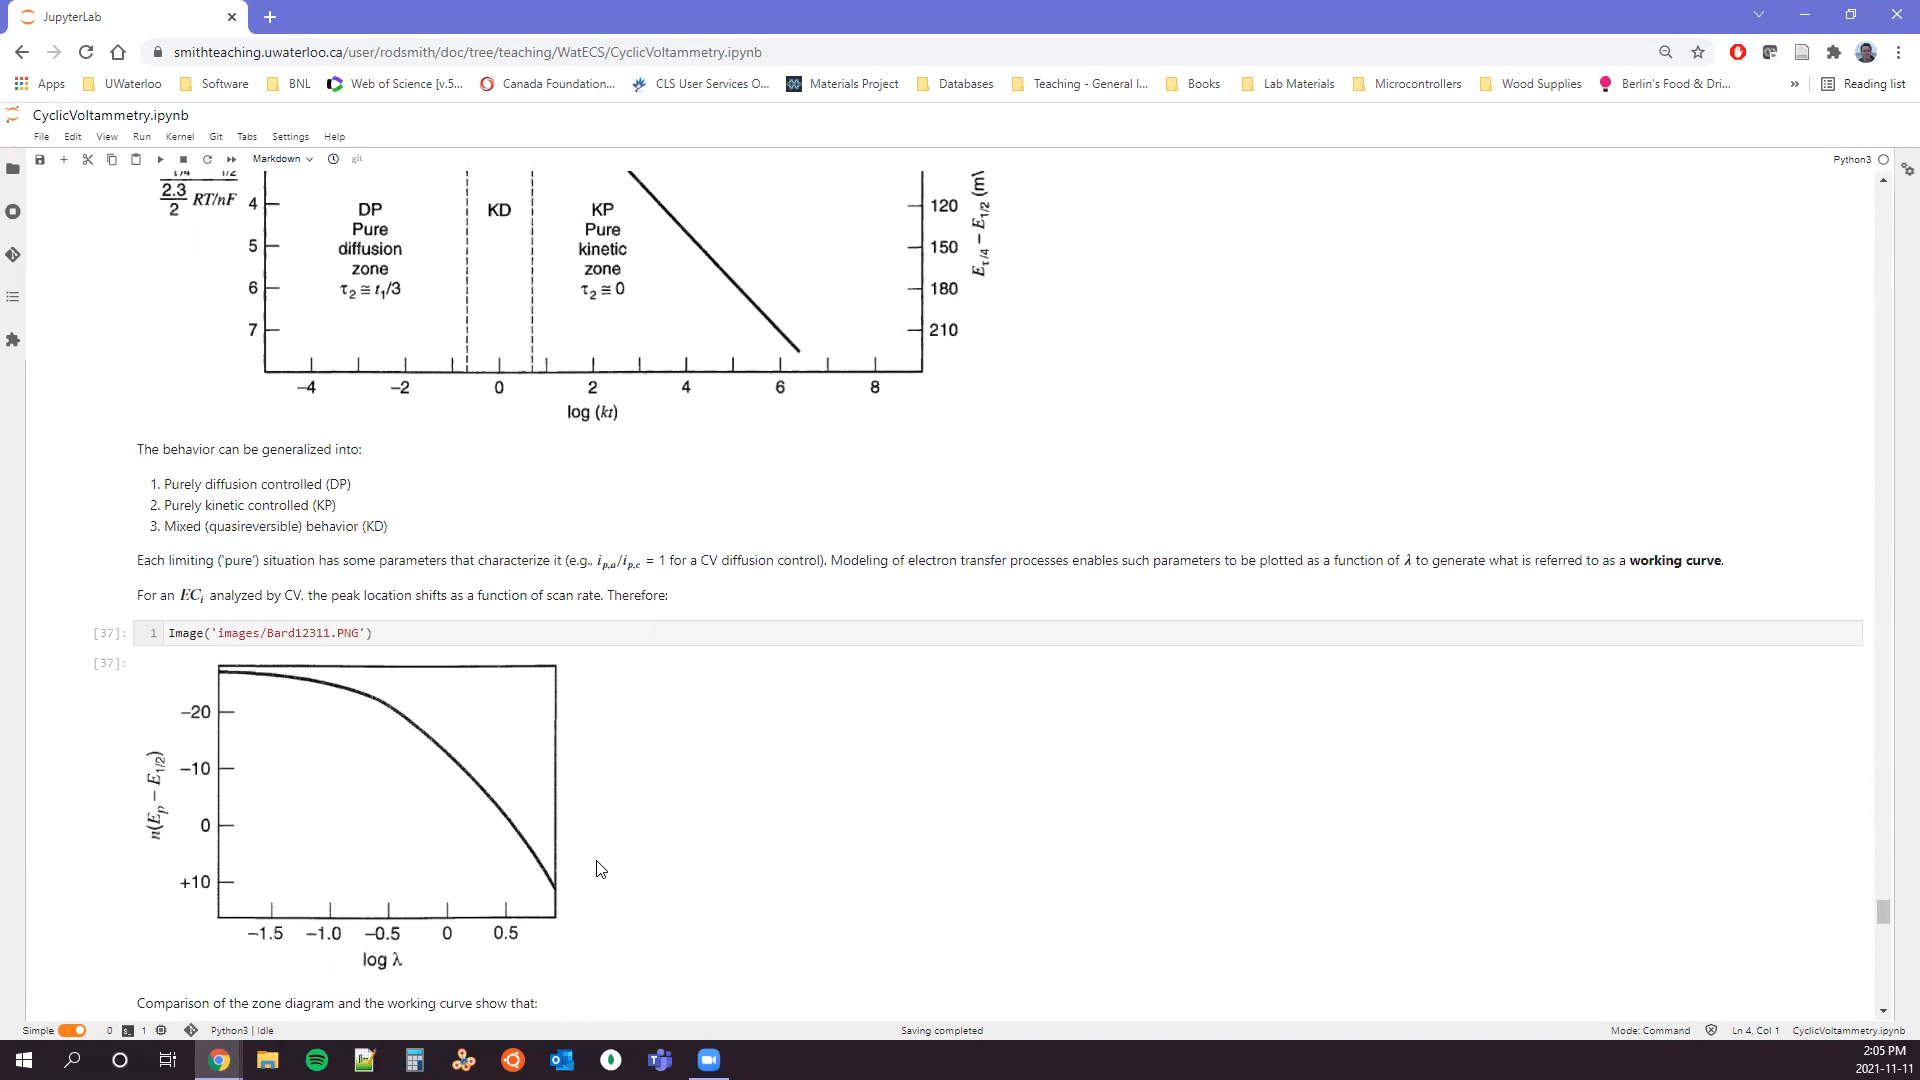 JupyterLab
smithteaching.uwaterloo.ca/user/rodsmith/doc/tree/teaching/WatECS/CyclicVoltammetry.ipynb
Apps UWaterloo Software BNL Web of Science [v.5... Canada Foundation... CLS User Services O... Materials Project Databases Teaching - General I... Books Lab Materials Microcontrollers Wood Supplies Berlin's Food & Dri... » Reading list
CyclicVoltammetry.ipynb
File Edit View Run Kernel Git Tabs Settings Help
Markdown git Python3
2.3
2 RT/nF
4
5
6
7
DP
Pure
diffusion
zone
τ2 ≅ t1/3
KD
KP
Pure
kinetic
zone
τ2 ≅ 0
120
150
180
210
Eτ/4 − E1/2 (m\
−4 −2 0 2 4 6 8
log (kt)
The behavior can be generalized into:
1. Purely diffusion controlled (DP)
2. Purely kinetic controlled (KP)
3. Mixed (quasireversible) behavior (KD)
Each limiting ('pure') situation has some parameters that characterize it (e.g., ip,a/ip,c = 1 for a CV diffusion control). Modeling of electron transfer processes enables such parameters to be plotted as a function of λ to generate what is referred to as a working curve.
For an ECi analyzed by CV, the peak location shifts as a function of scan rate. Therefore:
[37]: 1 Image('images/Bard12311.PNG')
[37]:
n(Ep − E1/2)
−20
−10
0
+10
−1.5 −1.0 −0.5 0 0.5
log λ
Comparison of the zone diagram and the working curve show that:
Simple 0 1 Python3 | Idle Saving completed Mode: Command Ln 4, Col 1 CyclicVoltammetry.ipynb
2:05 PM
2021-11-11